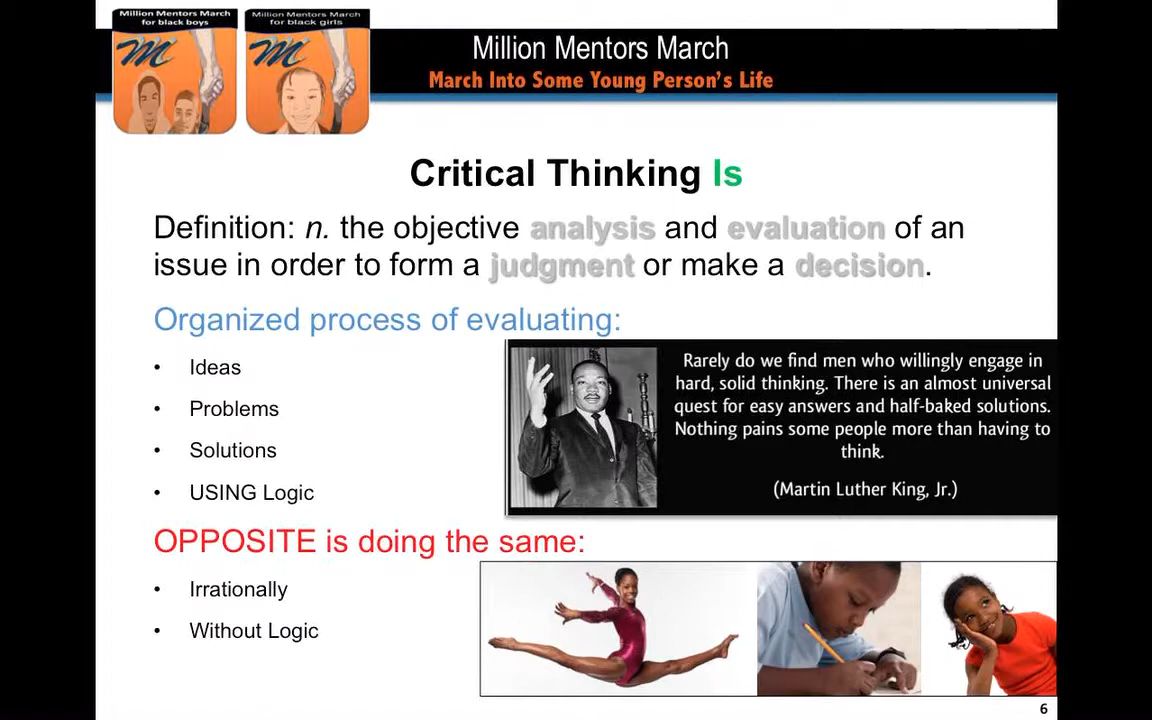 Million Mentors March
for black boys
Million Mentors March
for black girls
Million Mentors March
March Into Some Young Person's Life
Critical Thinking Is
Definition: n. the objective analysis and evaluation of an
issue in order to form a judgment or make a decision.
Organized process of evaluating:
• Ideas
• Problems
• Solutions
• USING Logic
Rarely do we find men who willingly engage in
hard, solid thinking. There is an almost universal
quest for easy answers and half-baked solutions.
Nothing pains some people more than having to
think.
(Martin Luther King, Jr.)
OPPOSITE is doing the same:
• Irrationally
• Without Logic
6